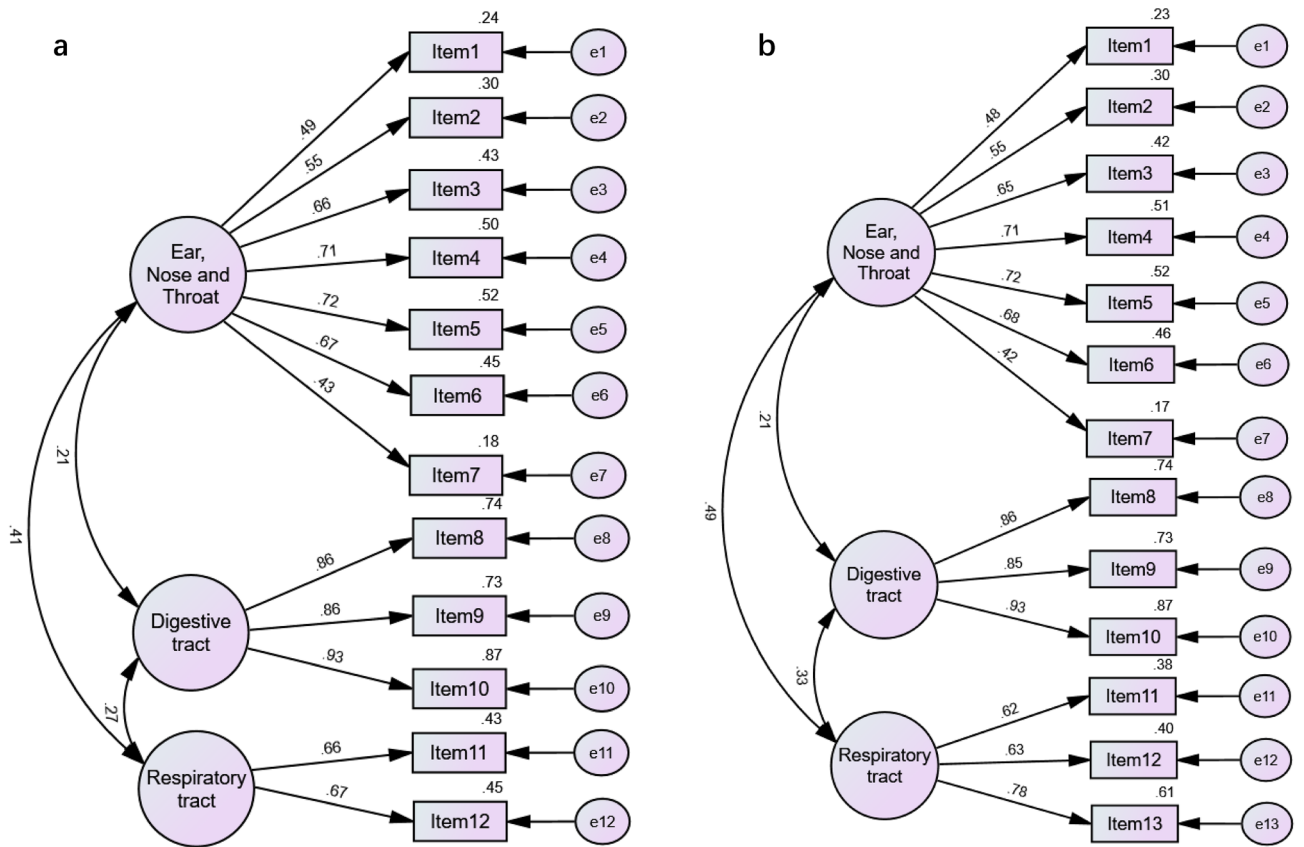 a
.24
Item1
e1
.49
.30
Item2
e2
.55
.43
Item3
e3
.66
.50
Item4
e4
.71
Ear,
Nose and
Throat
.52
Item5
e5
.72
.45
Item6
e6
.67
.18
Item7
e7
.43
.21
.41
.74
Item8
e8
.86
.73
Item9
e9
.86
Digestive
tract
.87
Item10
e10
.93
.27
.43
Item11
e11
.66
Respiratory
tract
.45
Item12
e12
.67
b
.23
Item1
e1
.48
.30
Item2
e2
.55
.42
Item3
e3
.65
.51
Item4
e4
.71
Ear,
Nose and
Throat
.52
Item5
e5
.72
.46
Item6
e6
.68
.17
Item7
e7
.42
.21
.49
.74
Item8
e8
.86
.73
Item9
e9
.85
Digestive
tract
.87
Item10
e10
.93
.33
.38
Item11
e11
.62
.40
Item12
e12
.63
Respiratory
tract
.61
Item13
e13
.78